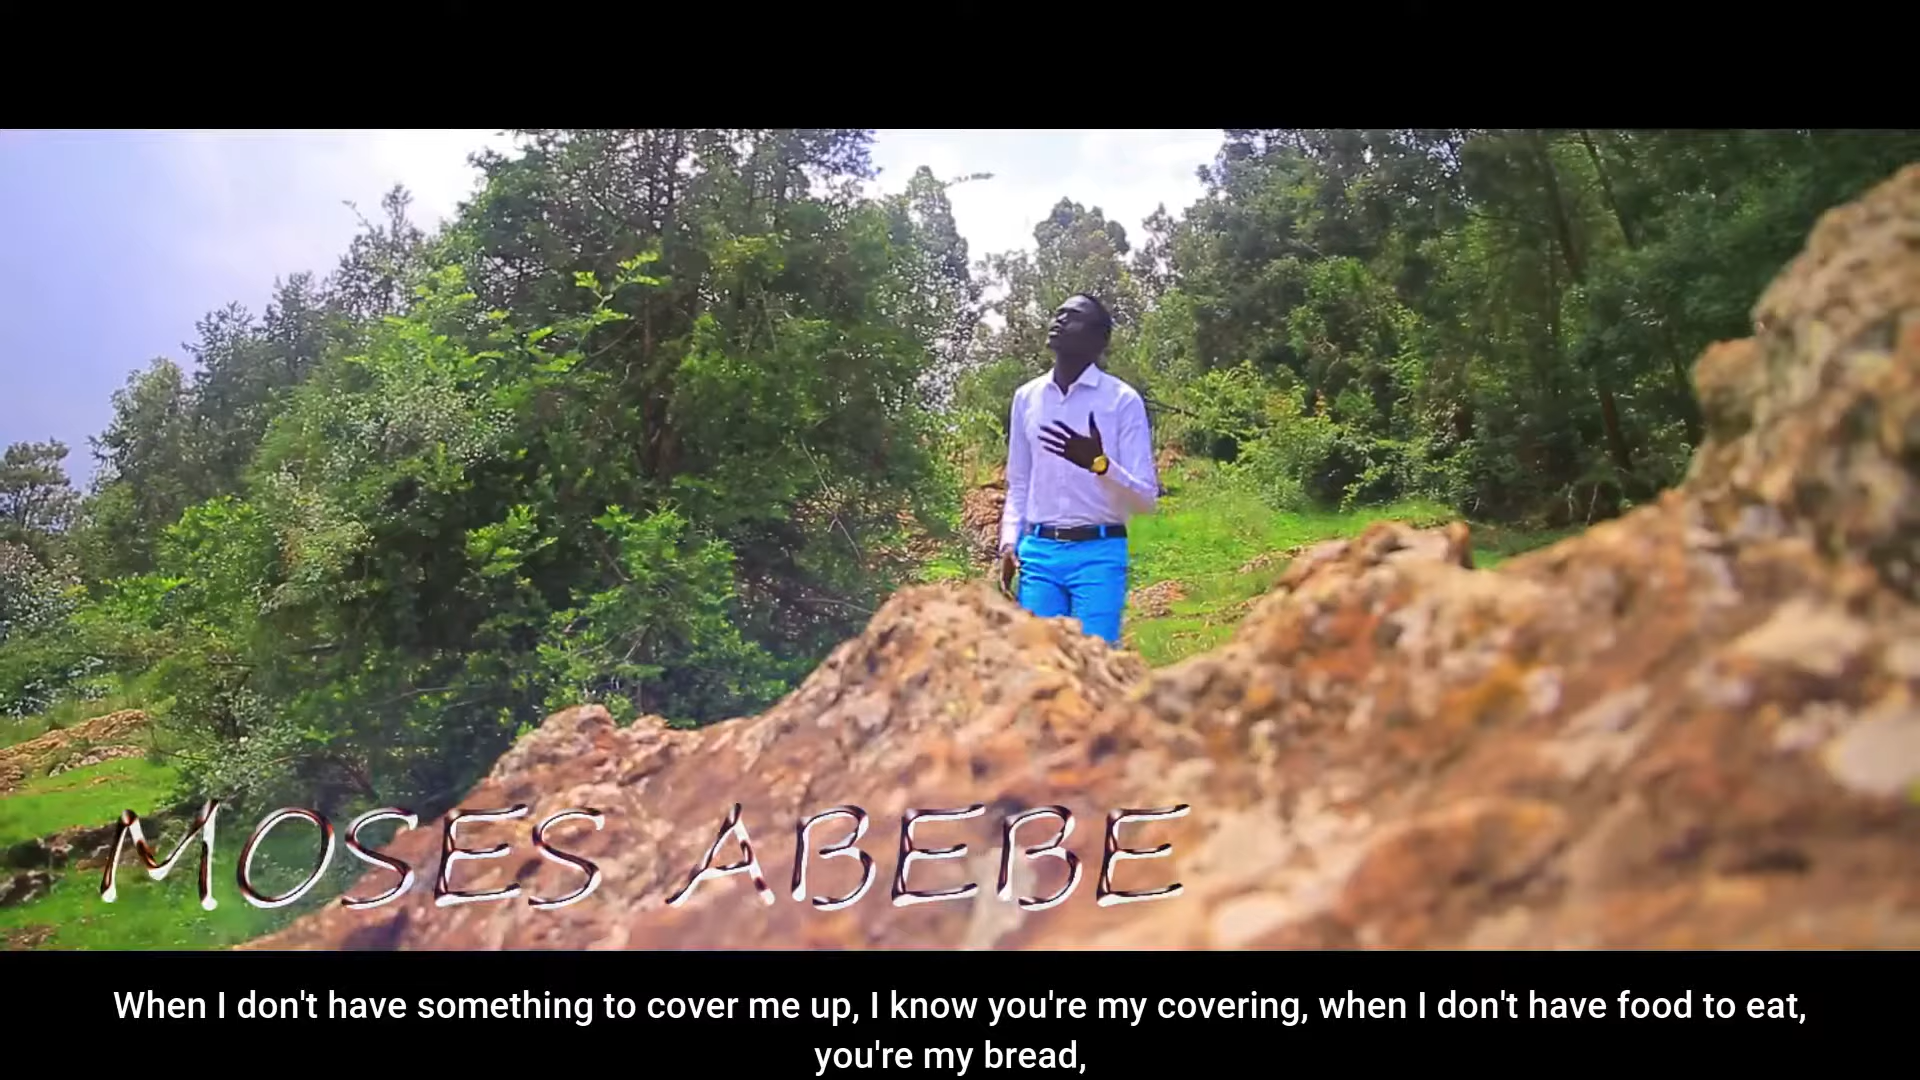 MOSES ABEBE
When I don't have something to cover me up, I know you're my covering, when I don't have food to eat,
you're my bread,